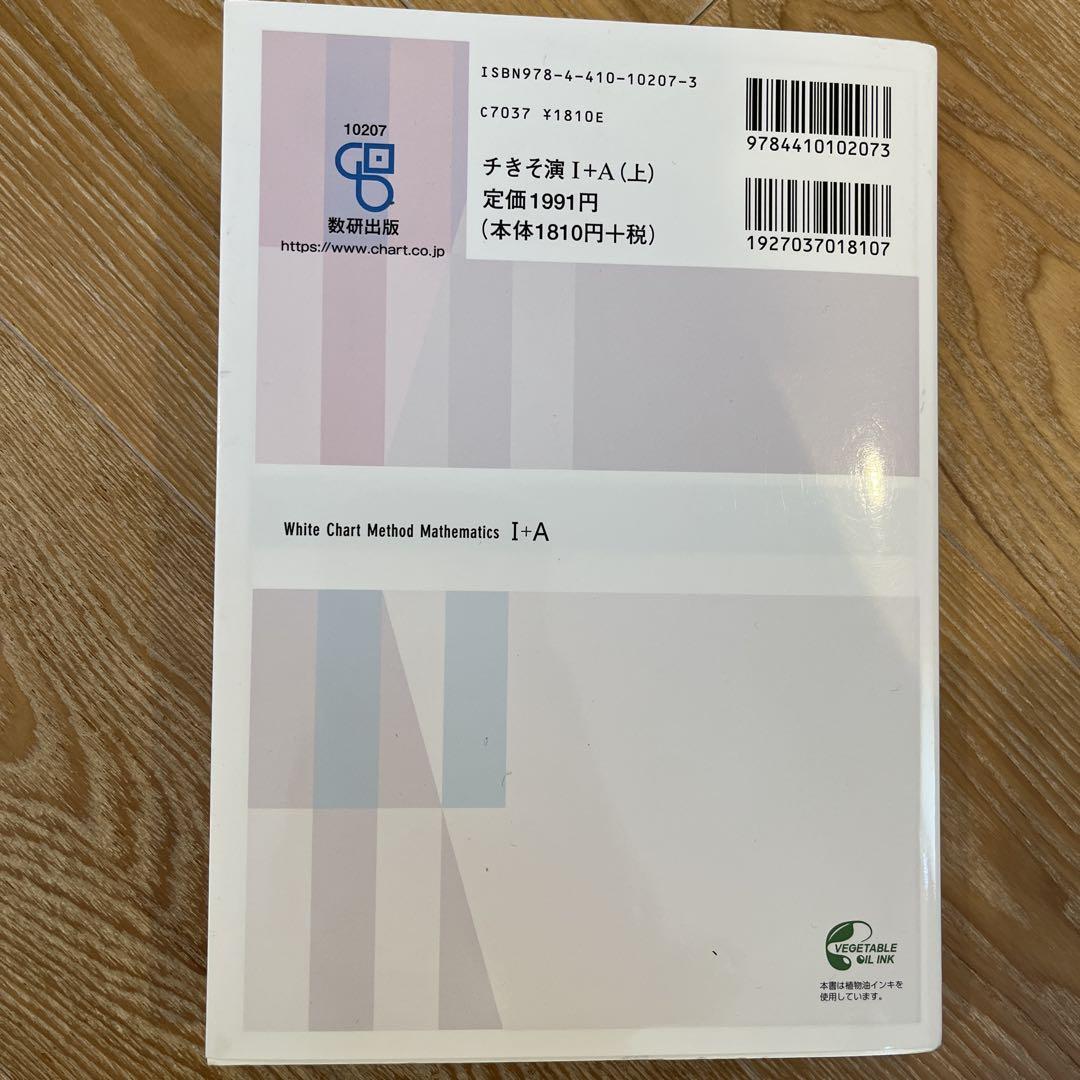 10207
数研出版
https://www.chart.co.jp
ISBN978-4-410-10207-3
C7037 ¥1810E
チきそ演Ⅰ+A(上)
定価1991円
(本体1810円+税)
9784410102073
1927037018107
White Chart Method Mathematics Ⅰ+A
VEGETABLE
OIL INK
本書は植物油インキを
使用しています。